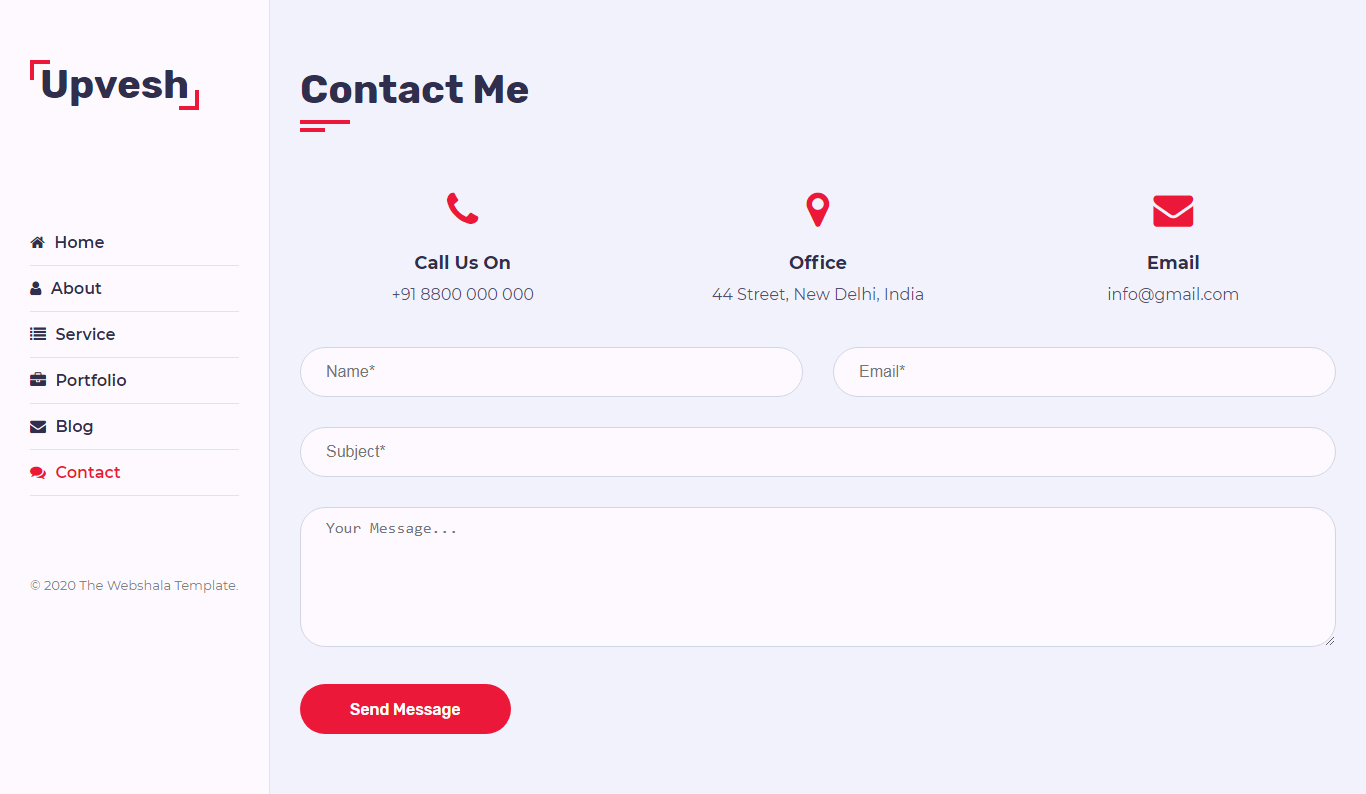 Upvesh
Home
About
Service
Portfolio
Blog
Contact
© 2020 The Webshala Template.
Contact Me
Call Us On
+91 8800 000 000
Office
44 Street, New Delhi, India
Email
info@gmail.com
Name*
Email*
Subject*
Your Message...
Send Message